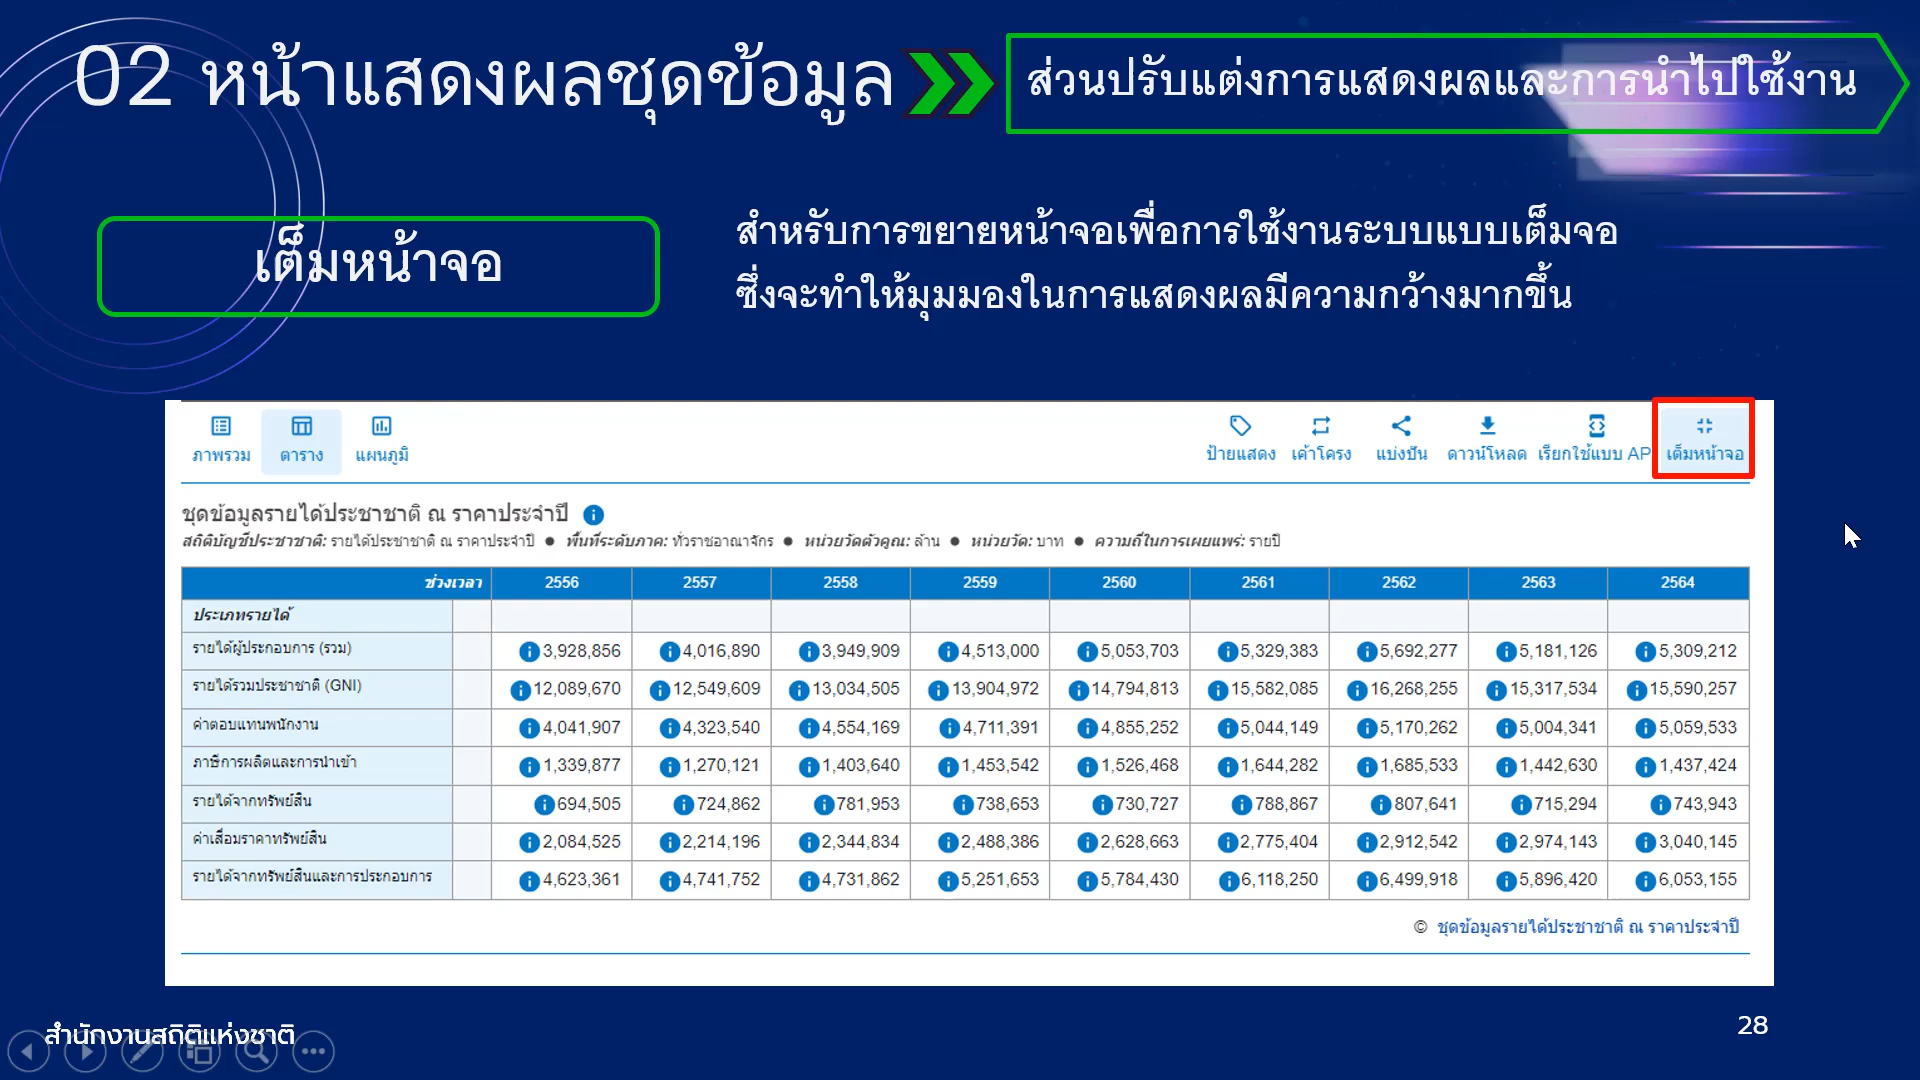 02 หน้าแสดงผลชุดข้อมูล
ส่วนปรับแต่งการแสดงผลและการนำไปใช้งาน
เต็มหน้าจอ
สำหรับการขยายหน้าจอเพื่อการใช้งานระบบแบบเต็มจอ
ซึ่งจะทำให้มุมมองในการแสดงผลมีความกว้างมากขึ้น
ภาพรวม ตาราง แผนภูมิ ป้ายแสดง เค้าโครง แบ่งปัน ดาวน์โหลด เรียกใช้แบบ AP เต็มหน้าจอ
ชุดข้อมูลรายได้ประชาชาติ ณ ราคาประจำปี
สถิติบัญชีประชาชาติ: รายได้ประชาชาติ ณ ราคาประจำปี ● พื้นที่ระดับภาค: ทั่วราชอาณาจักร ● หน่วยวัดตัวคูณ: ล้าน ● หน่วยวัด: บาท ● ความถี่ในการเผยแพร่: รายปี
ช่วงเวลา 2556 2557 2558 2559 2560 2561 2562 2563 2564
ประเภทรายได้
รายได้ผู้ประกอบการ (รวม) 3,928,856 4,016,890 3,949,909 4,513,000 5,053,703 5,329,383 5,692,277 5,181,126 5,309,212
รายได้รวมประชาชาติ (GNI) 12,089,670 12,549,609 13,034,505 13,904,972 14,794,813 15,582,085 16,268,255 15,317,534 15,590,257
ค่าตอบแทนพนักงาน 4,041,907 4,323,540 4,554,169 4,711,391 4,855,252 5,044,149 5,170,262 5,004,341 5,059,533
ภาษีการผลิตและการนำเข้า 1,339,877 1,270,121 1,403,640 1,453,542 1,526,468 1,644,282 1,685,533 1,442,630 1,437,424
รายได้จากทรัพย์สิน 694,505 724,862 781,953 738,653 730,727 788,867 807,641 715,294 743,943
ค่าเสื่อมราคาทรัพย์สิน 2,084,525 2,214,196 2,344,834 2,488,386 2,628,663 2,775,404 2,912,542 2,974,143 3,040,145
รายได้จากทรัพย์สินและการประกอบการ 4,623,361 4,741,752 4,731,862 5,251,653 5,784,430 6,118,250 6,499,918 5,896,420 6,053,155
© ชุดข้อมูลรายได้ประชาชาติ ณ ราคาประจำปี
สำนักงานสถิติแห่งชาติ
28